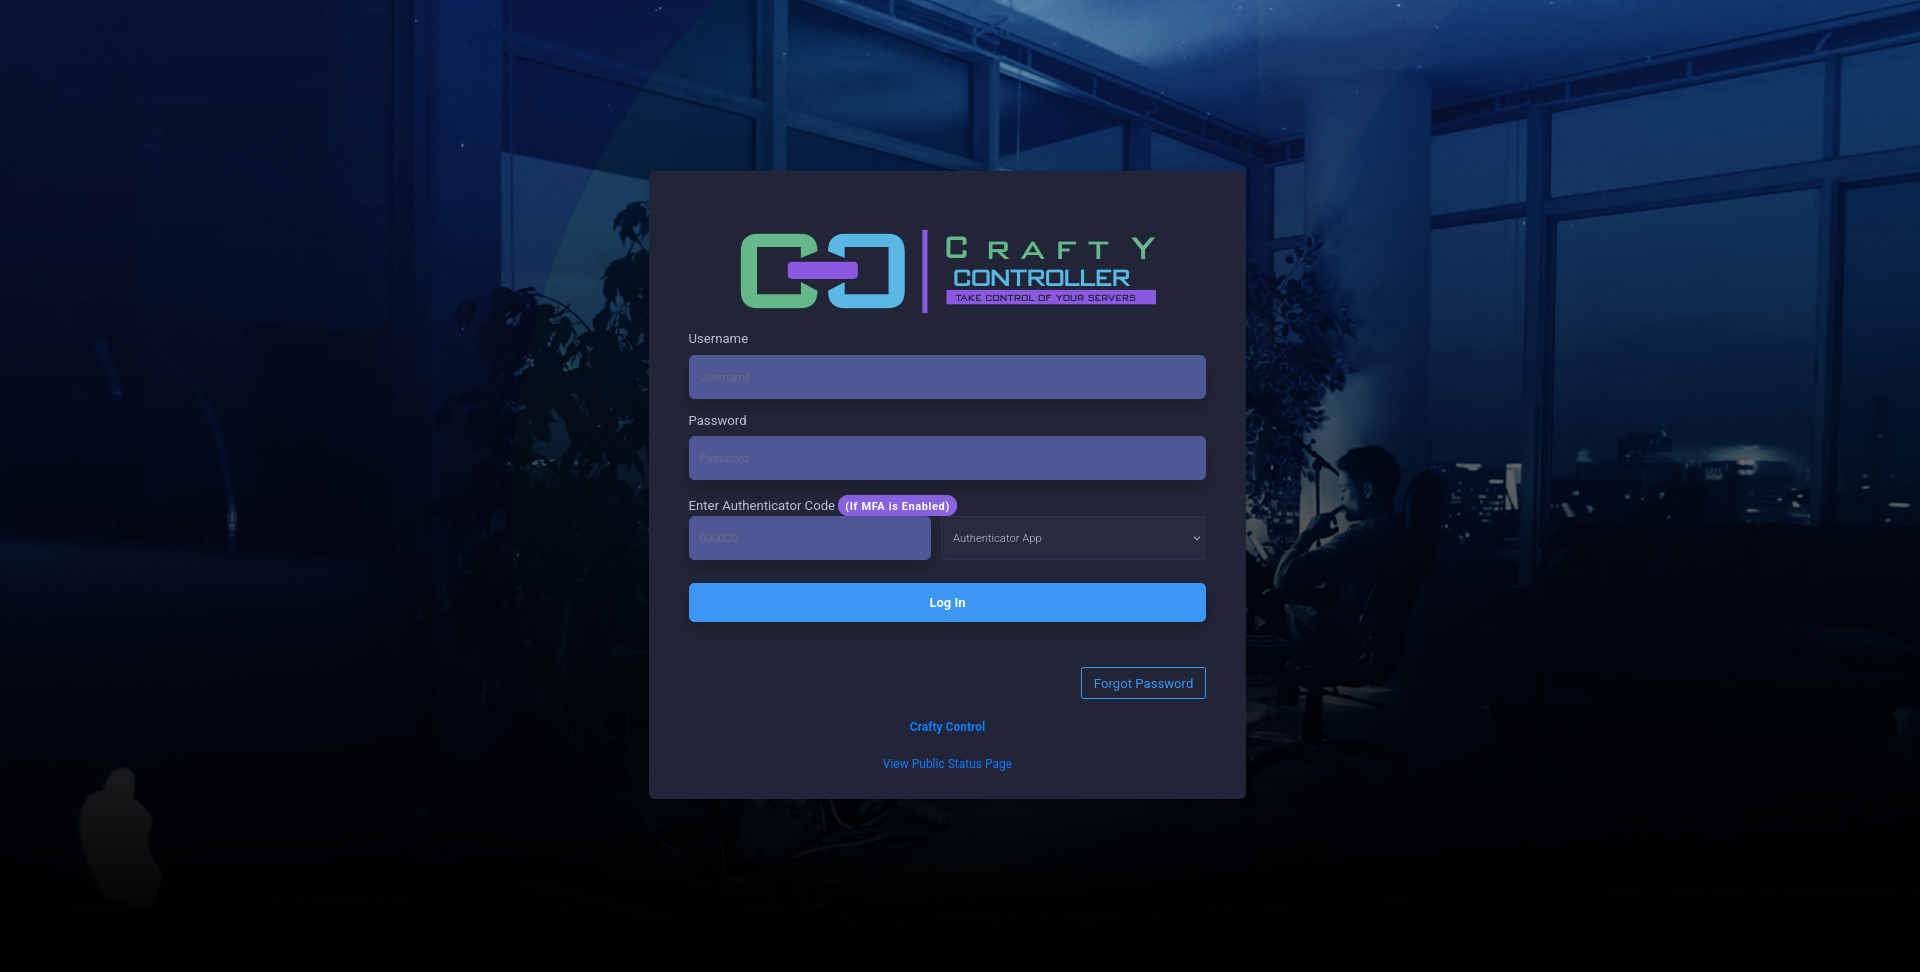 CRAFTY
CONTROLLER
TAKE CONTROL OF YOUR SERVERS
Username
Username
Password
Password
Enter Authenticator Code (If MFA is Enabled)
000000 Authenticator App
Log In
Forgot Password
Crafty Control
View Public Status Page